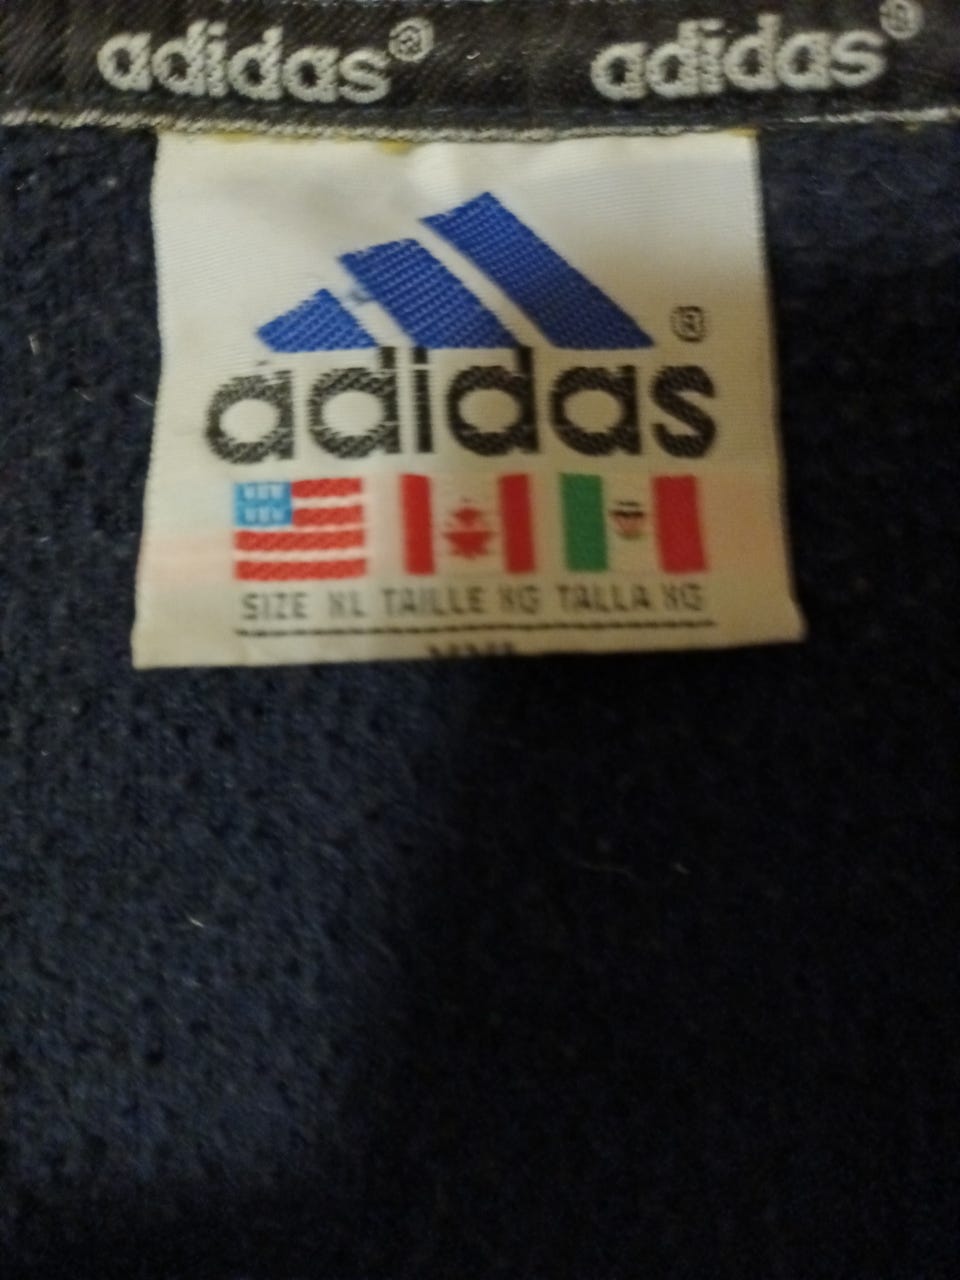 adidas® adidas®
®
adidas
SIZE XL TAILLE XG TALLA XG